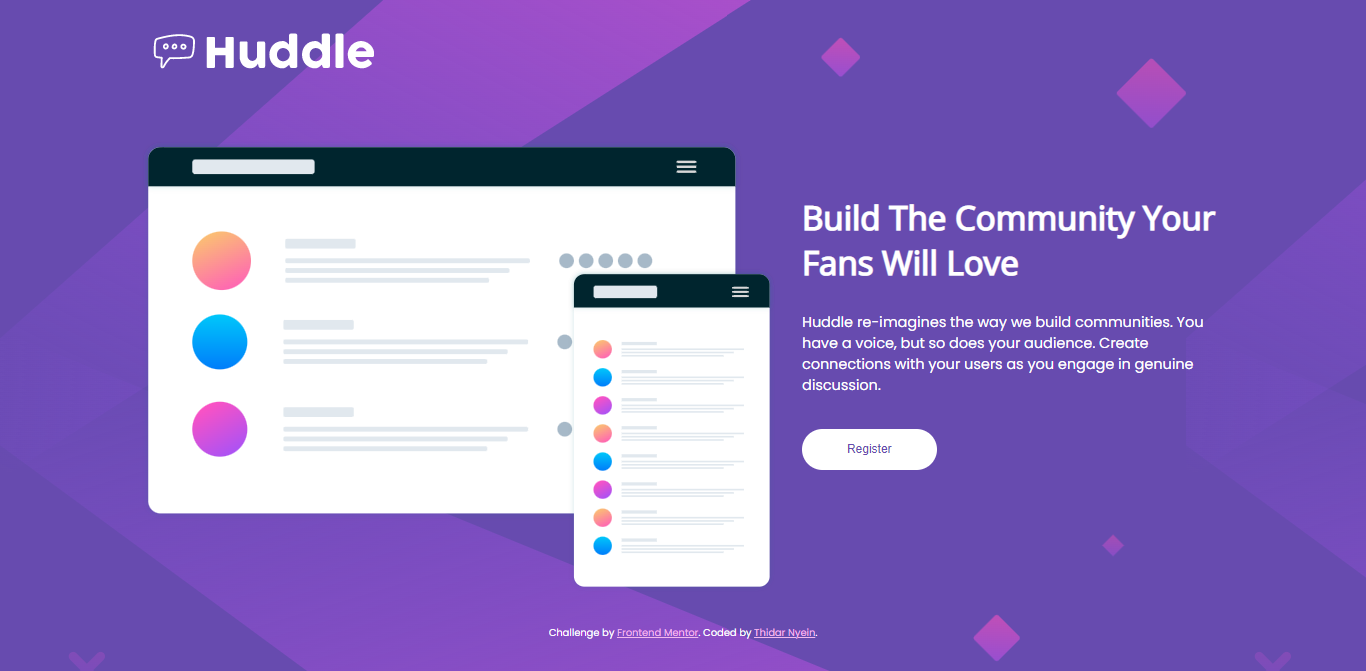 Huddle
Build The Community Your
Fans Will Love
Huddle re-imagines the way we build communities. You
have a voice, but so does your audience. Create
connections with your users as you engage in genuine
discussion.
Register
Challenge by Frontend Mentor. Coded by Thidar Nyein.